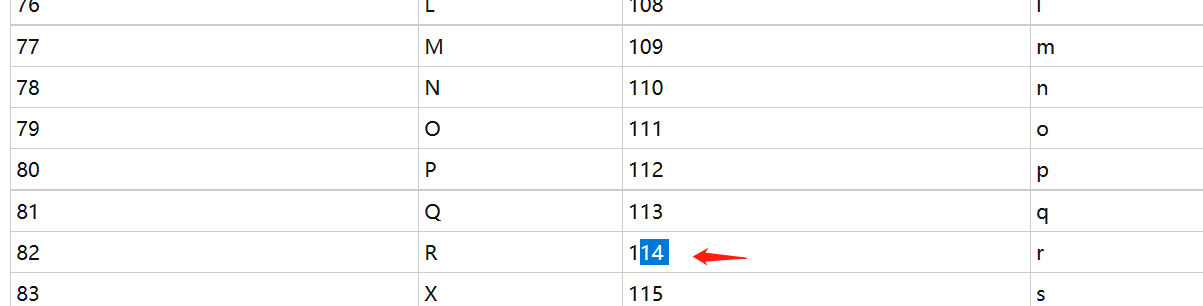 76 L 108 l
77 M 109 m
78 N 110 n
79 O 111 o
80 P 112 p
81 Q 113 q
82 R 114 r
83 X 115 s